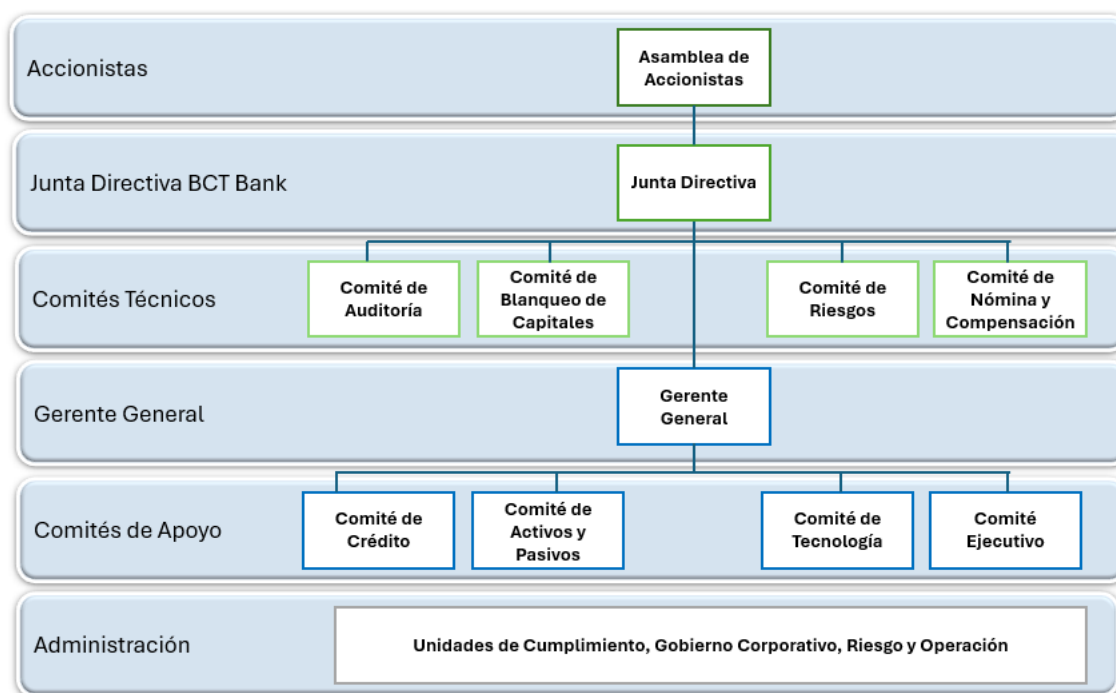 Accionistas
Asamblea de
Accionistas
Junta Directiva BCT Bank
Junta Directiva
Comités Técnicos
Comité de
Auditoría
Comité de
Blanqueo de
Capitales
Comité de
Riesgos
Comité de
Nómina y
Compensación
Gerente General
Gerente
General
Comités de Apoyo
Comité de
Crédito
Comité de
Activos y
Pasivos
Comité de
Tecnología
Comité
Ejecutivo
Administración
Unidades de Cumplimiento, Gobierno Corporativo, Riesgo y Operación